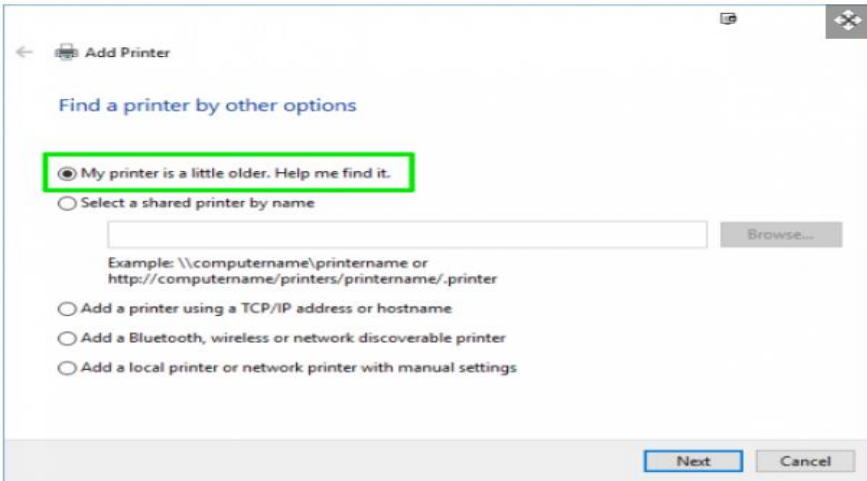 Add Printer
Find a printer by other options
My printer is a little older. Help me find it.
Select a shared printer by name
Browse...
Example: \\computername\printername or
http://computername/printers/printername/.printer
Add a printer using a TCP/IP address or hostname
Add a Bluetooth, wireless or network discoverable printer
Add a local printer or network printer with manual settings
Next Cancel